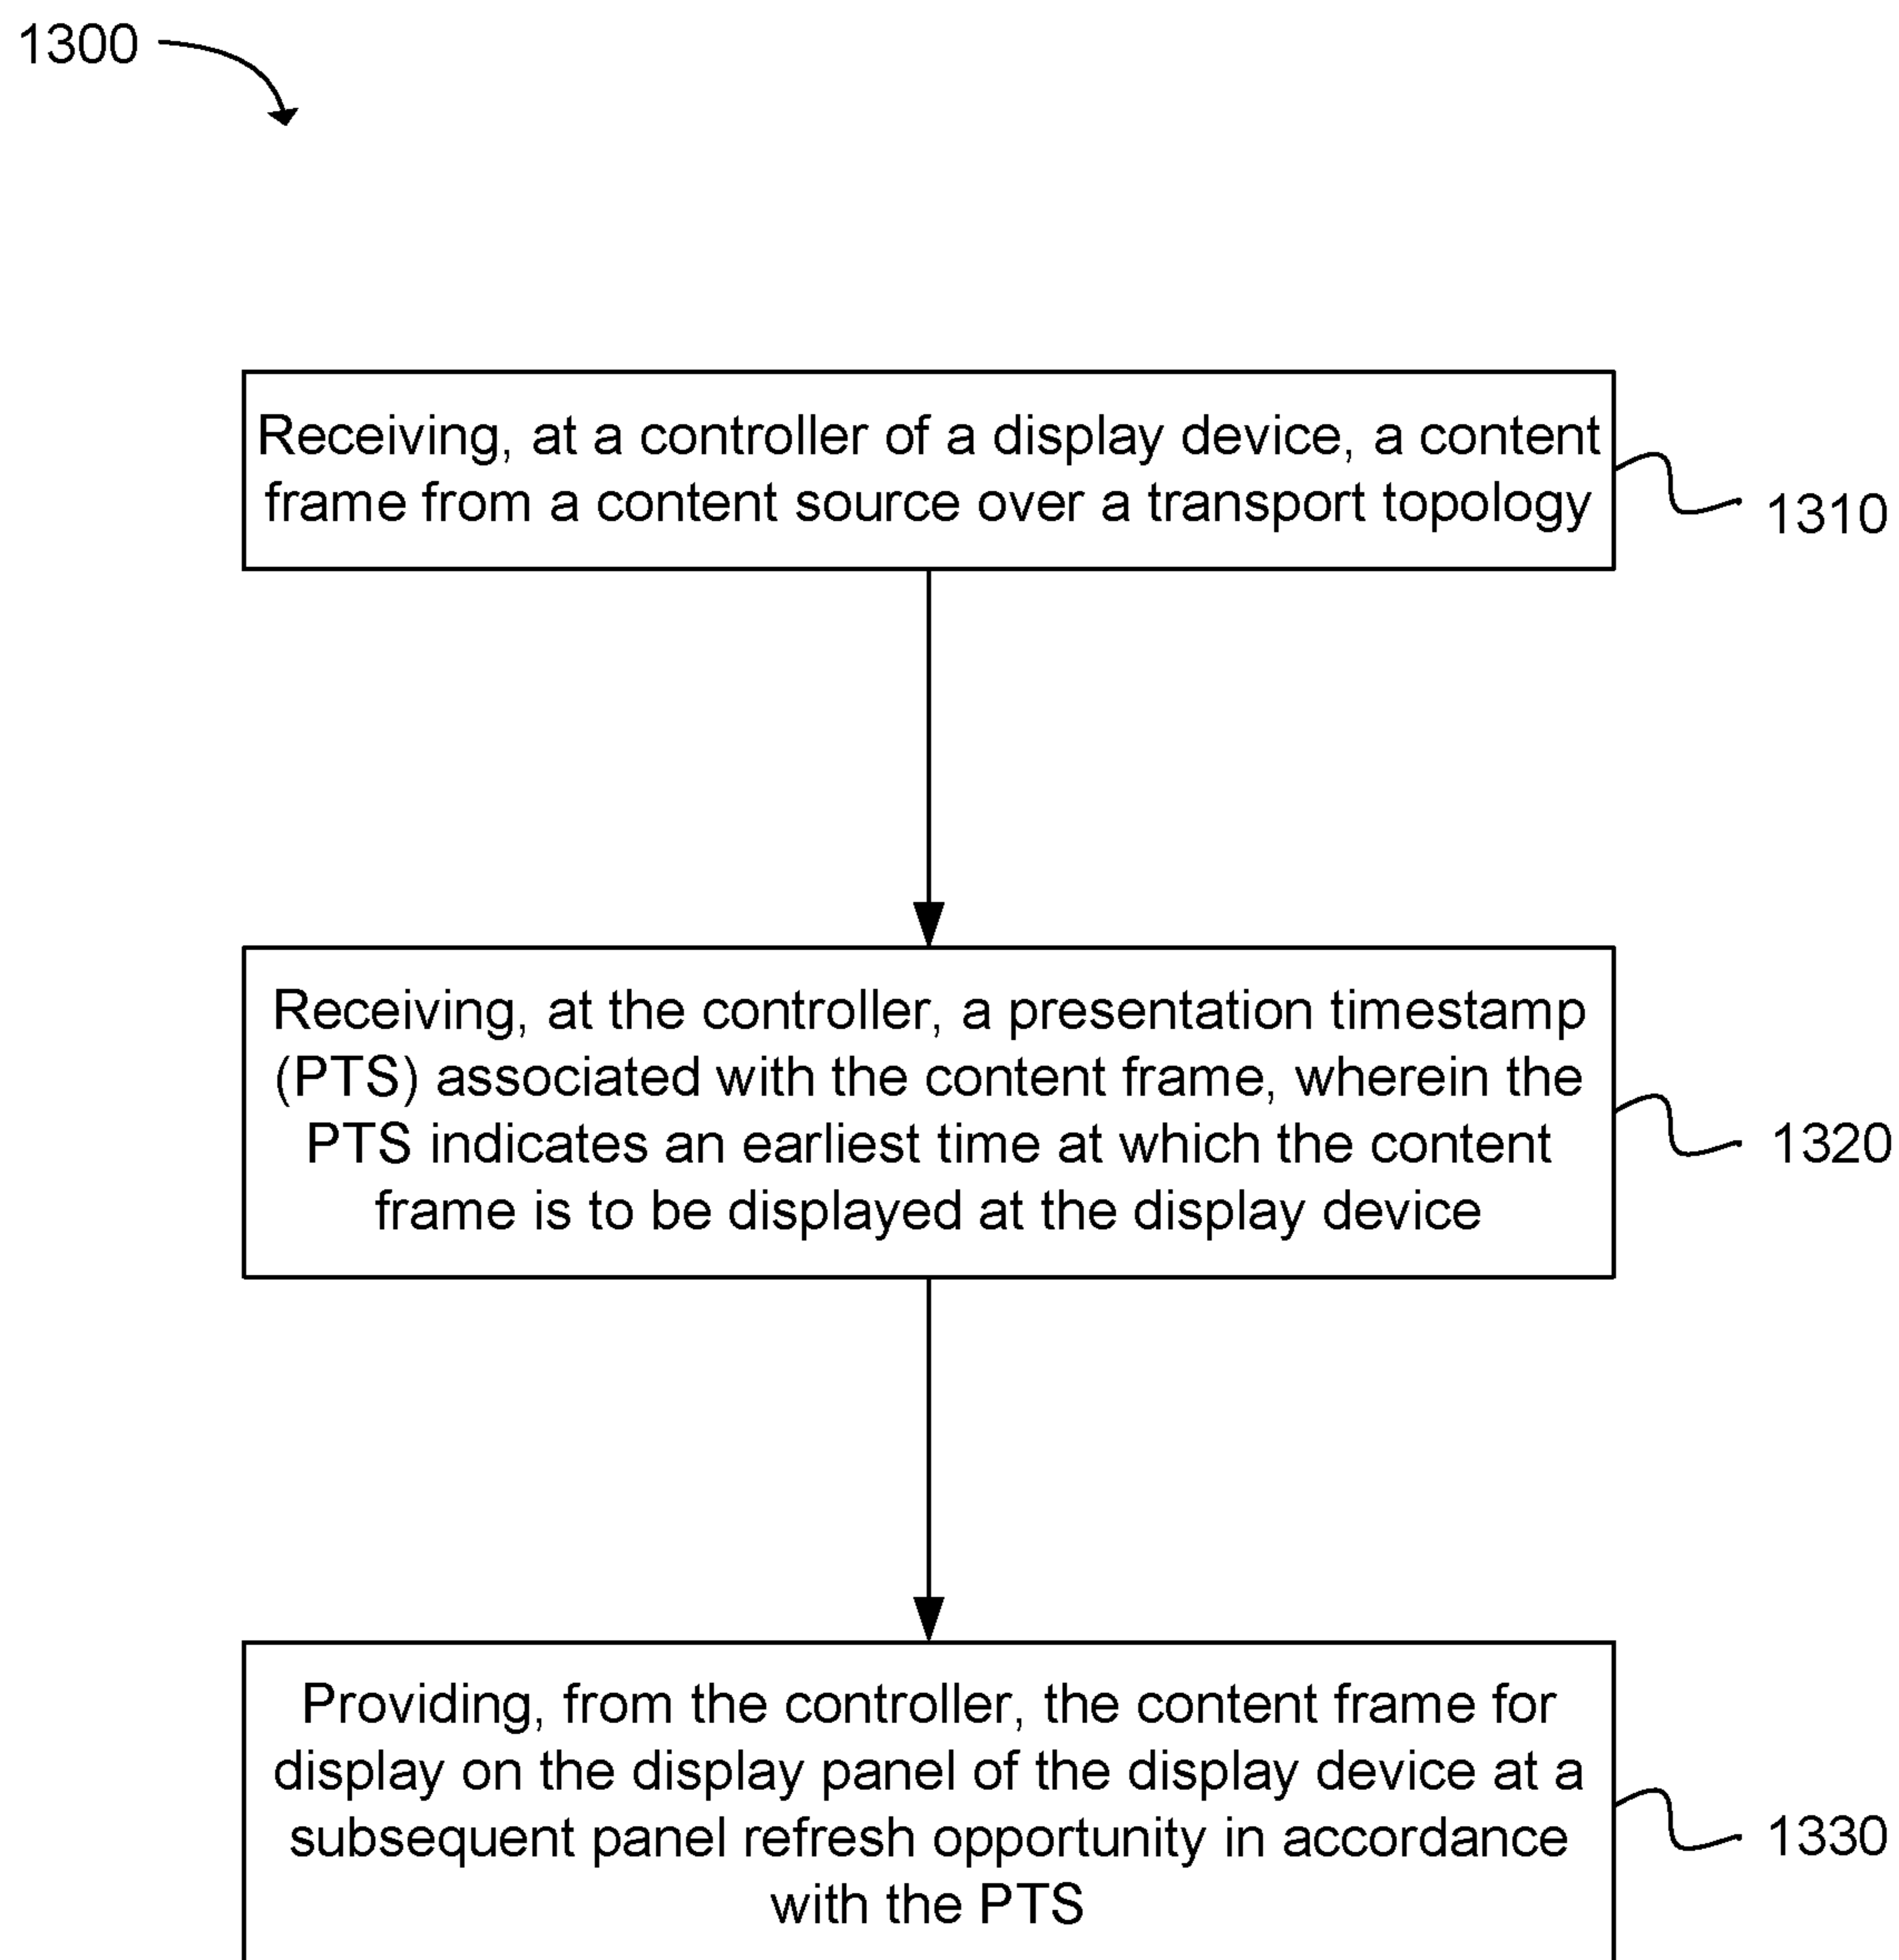 1300
Receiving, at a controller of a display device, a content
frame from a content source over a transport topology
1310
Receiving, at the controller, a presentation timestamp
(PTS) associated with the content frame, wherein the
PTS indicates an earliest time at which the content
frame is to be displayed at the display device
1320
Providing, from the controller, the content frame for
display on the display panel of the display device at a
subsequent panel refresh opportunity in accordance
with the PTS
1330